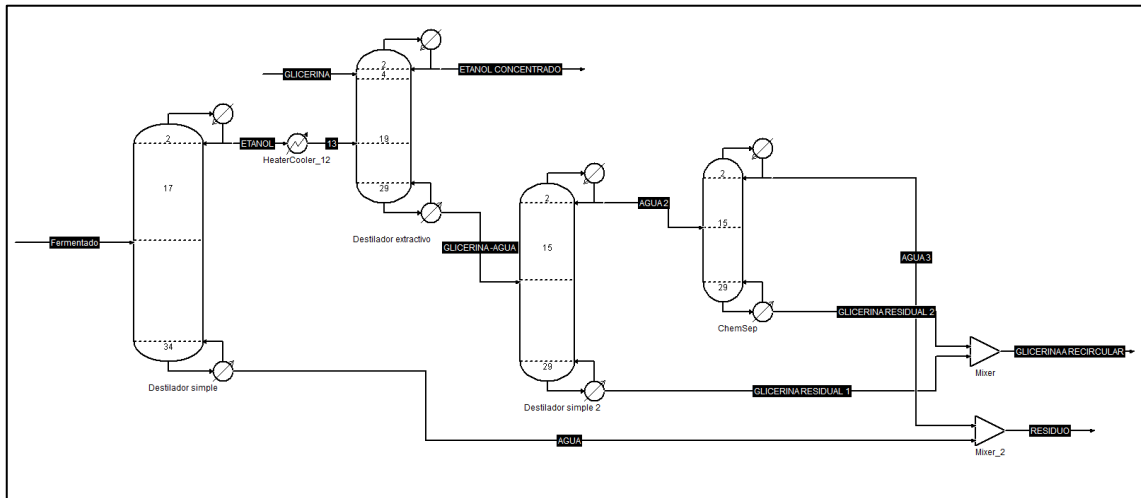 2
4
GLICERINA
ETANOL CONCENTRADO
19
29
Destilador extractivo
2
17
34
Fermentado
ETANOL
13
HeaterCooler_12
Destilador simple
GLICERINA -AGUA
2
15
29
Destilador simple 2
AGUA 2
2
15
29
ChemSep
AGUA 3
GLICERINA RESIDUAL 2
GLICERINA RESIDUAL 1
GLICERINAA RECIRCULAR
Mixer
AGUA
RESIDUO
Mixer_2